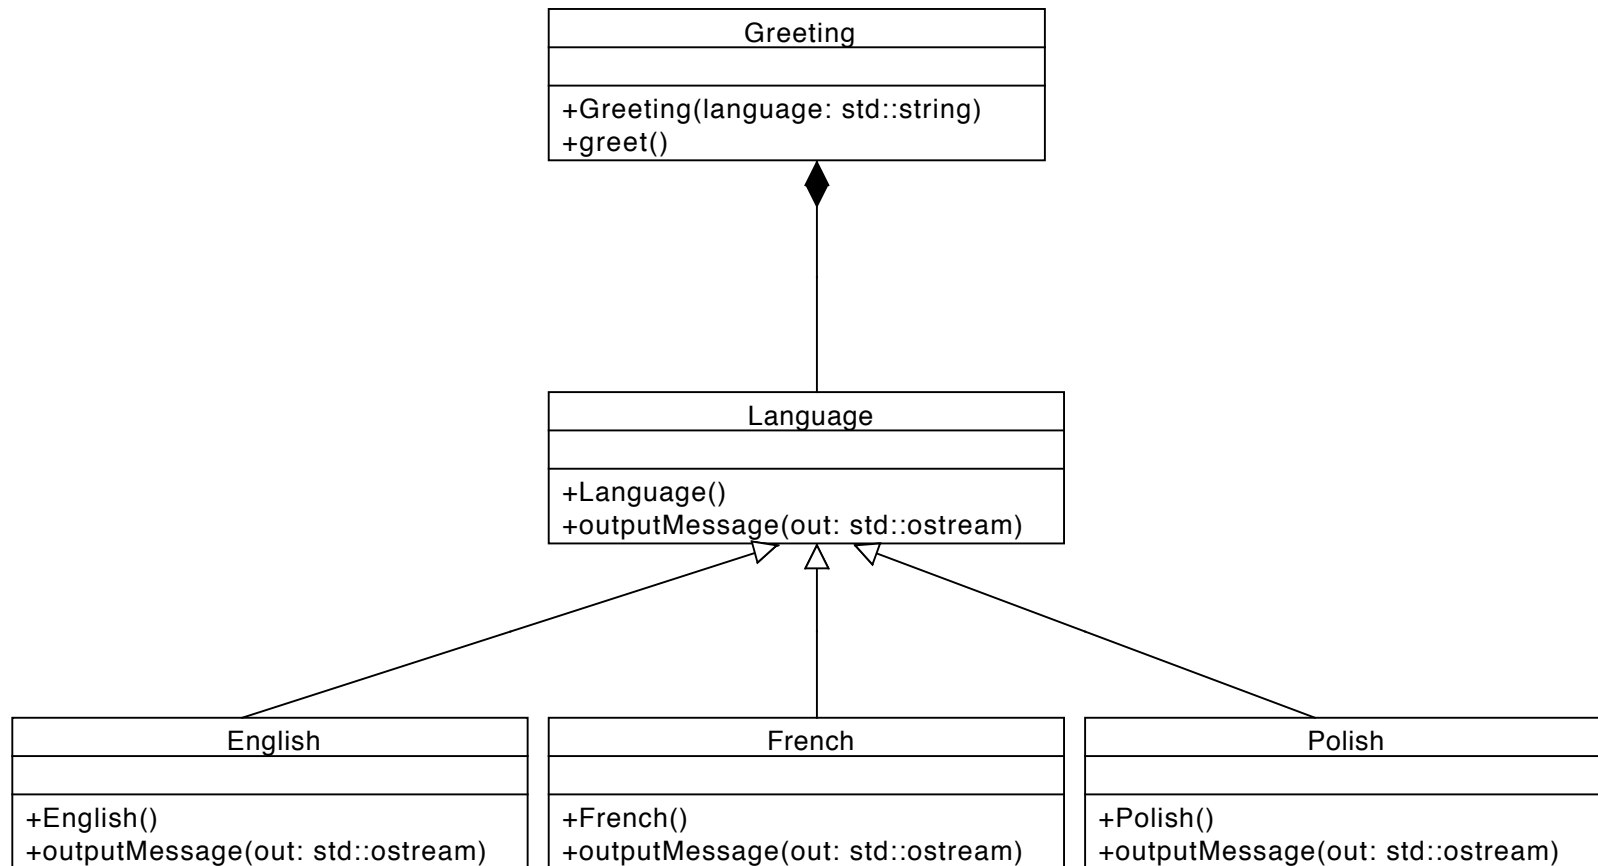 Greeting
+Greeting(language: std::string)
+greet()
Language
+Language()
+outputMessage(out: std::ostream)
English
+English()
+outputMessage(out: std::ostream)
French
+French()
+outputMessage(out: std::ostream)
Polish
+Polish()
+outputMessage(out: std::ostream)